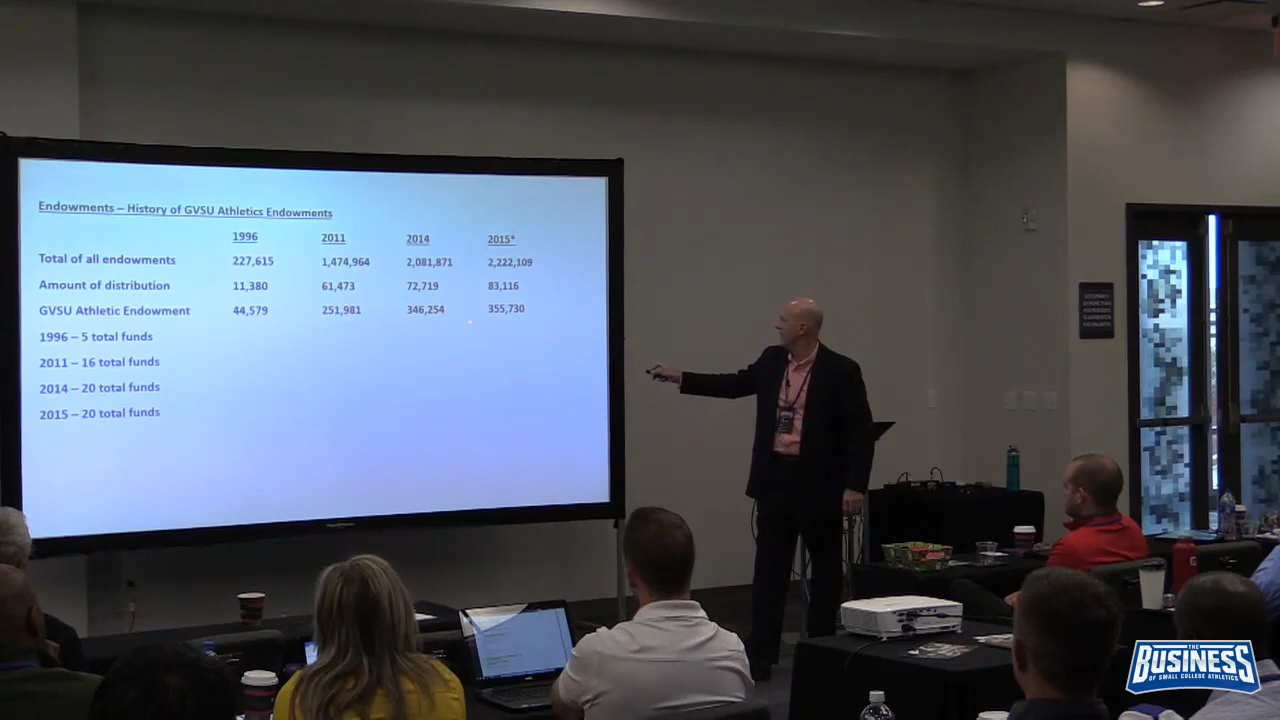 Endowments – History of GVSU Athletics Endowments
1996 2011 2014 2015*
Total of all endowments 227,615 1,474,964 2,081,871 2,222,109
Amount of distribution 11,380 61,473 72,719 83,116
GVSU Athletic Endowment 44,579 251,981 346,254 355,730
1996 – 5 total funds
2011 – 16 total funds
2014 – 20 total funds
2015 – 20 total funds
THE
BUSINESS
OF SMALL COLLEGE ATHLETICS